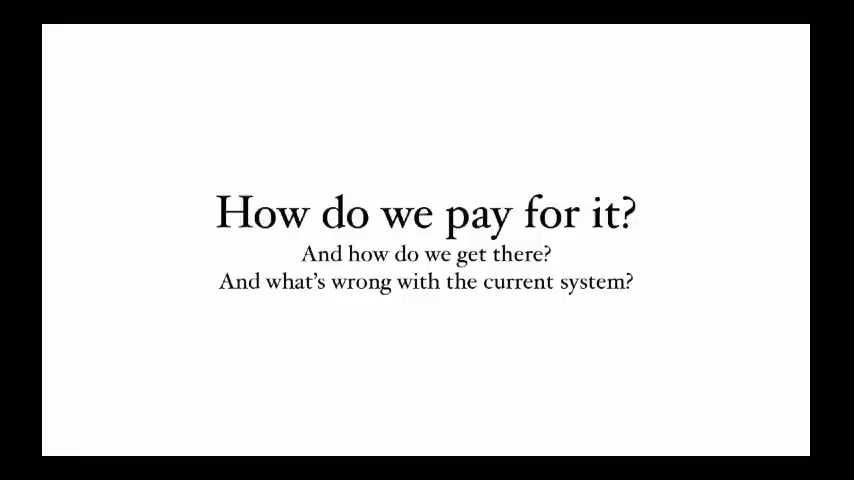 How do we pay for it?
And how do we get there?
And what's wrong with the current system?